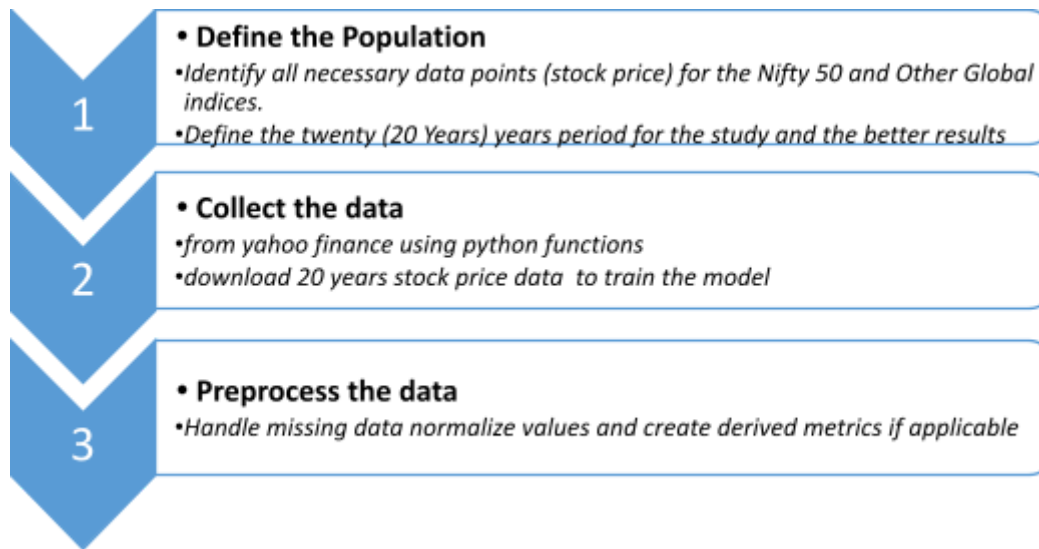 1
• Define the Population
•Identify all necessary data points (stock price) for the Nifty 50 and Other Global
indices.
•Define the twenty (20 Years) years period for the study and the better results
2
• Collect the data
•from yahoo finance using python functions
•download 20 years stock price data  to train the model
3
• Preprocess the data
•Handle missing data normalize values and create derived metrics if applicable